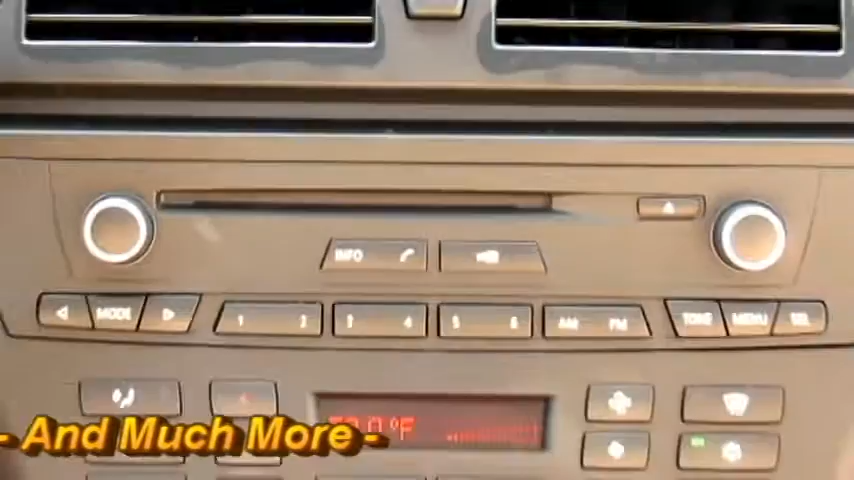 INFO
MODE 1 2 3 4 5 6 AM FM TONE MENU SEL
°F
- And Much More -